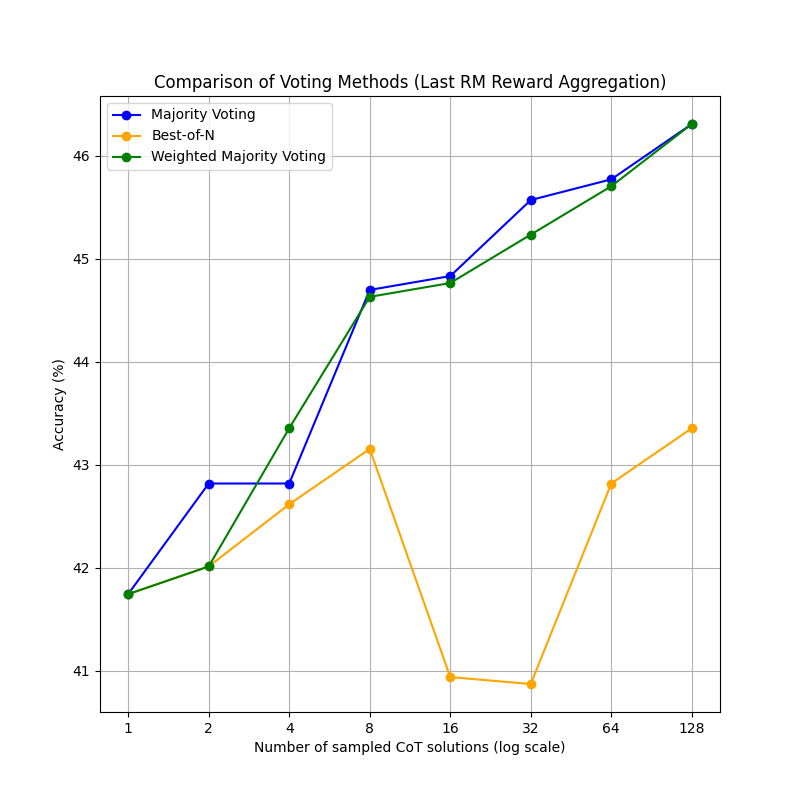 Comparison of Voting Methods (Last RM Reward Aggregation)
Majority Voting
Best-of-N
Weighted Majority Voting
46
45
44
43
42
41
Accuracy (%)
1 2 4 8 16 32 64 128
Number of sampled CoT solutions (log scale)